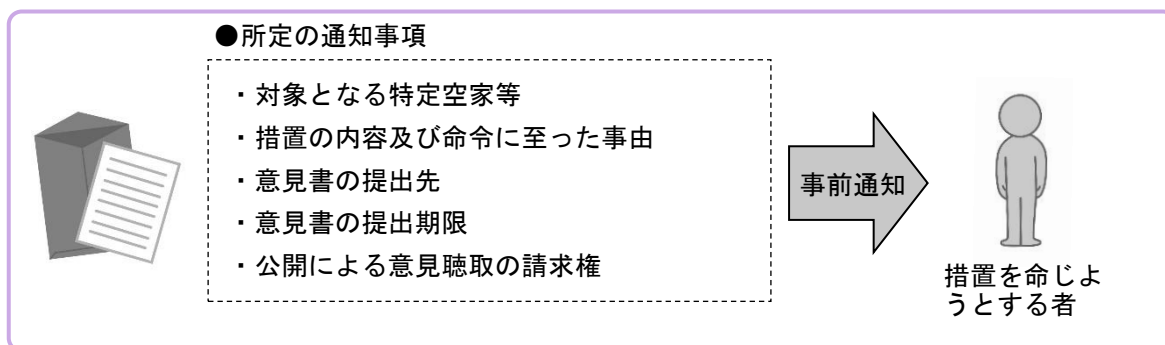 ●所定の通知事項
・対象となる特定空家等
・措置の内容及び命令に至った事由
・意見書の提出先
・意見書の提出期限
・公開による意見聴取の請求権
事前通知
措置を命じよ
うとする者